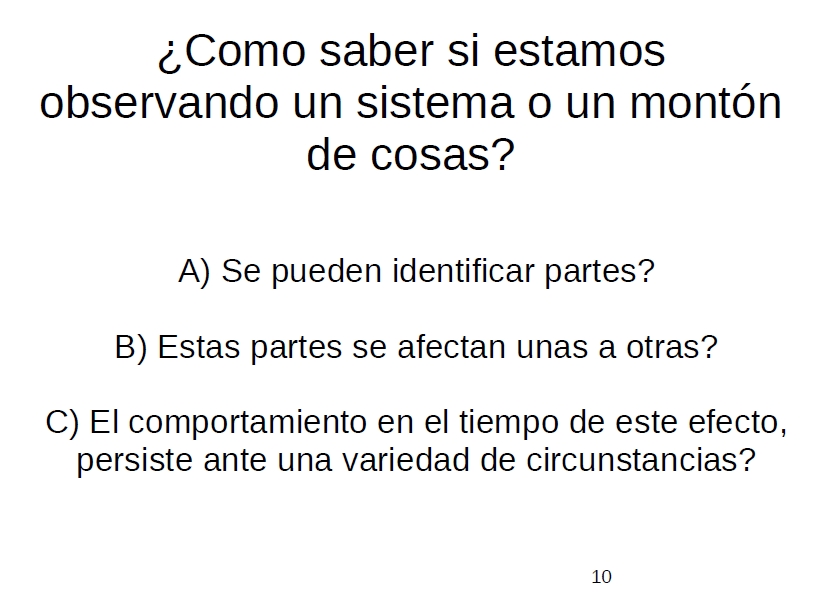 ¿Como saber si estamos
observando un sistema o un montón
de cosas?
A) Se pueden identificar partes?
B) Estas partes se afectan unas a otras?
C) El comportamiento en el tiempo de este efecto,
persiste ante una variedad de circunstancias?
10